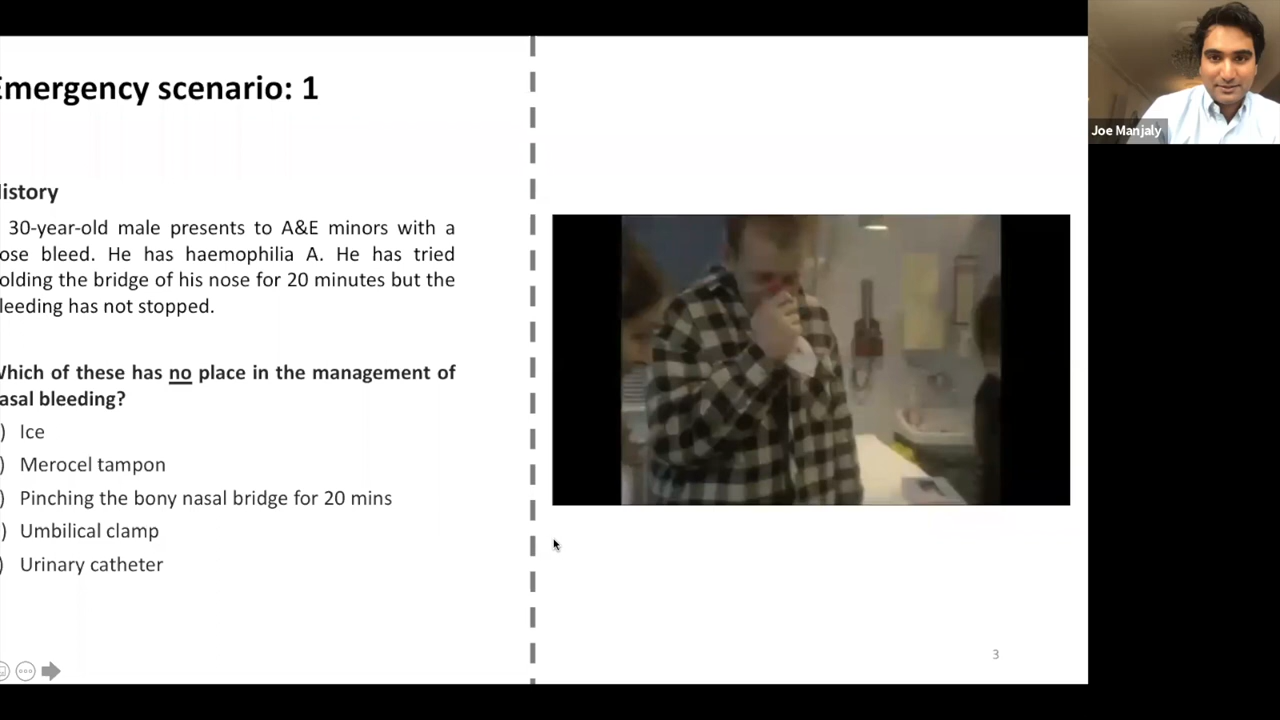 Emergency scenario: 1
Joe Manjaly
istory
30-year-old male presents to A&E minors with a
ose bleed. He has haemophilia A. He has tried
olding the bridge of his nose for 20 minutes but the
leeding has not stopped.
Which of these has no place in the management of
asal bleeding?
) Ice
) Merocel tampon
) Pinching the bony nasal bridge for 20 mins
) Umbilical clamp
) Urinary catheter
3